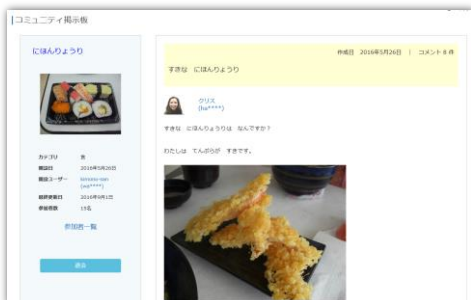 コミュニティ掲示板
にほんりょうり
カテゴリ 食
開設日 2016年5月26日
開設ユーザー
最終更新日 2016年9月1日
参加者数 15名
参加者一覧
退会
作成日 2016年5月26日 | コメント 8 件
すきな にほんりょうり
クリス
(ha****)
すきな にほんりょうりは なんですか？
わたしは てんぷらが すきです。